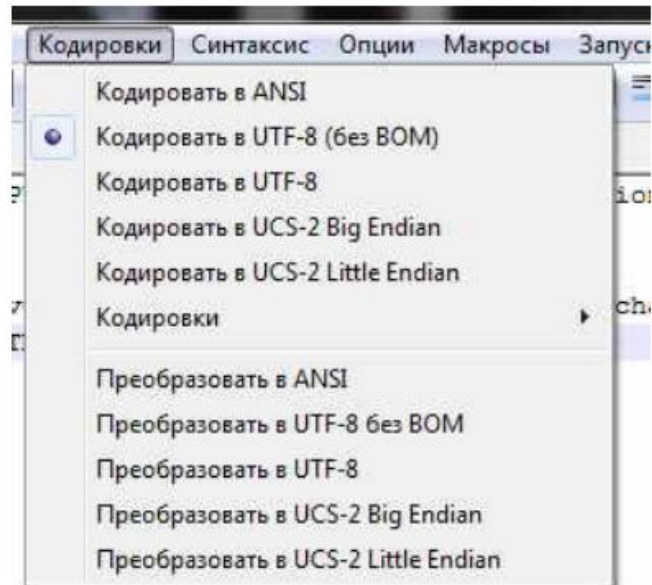 Кодировки Синтаксис Опции Макросы Запуск
Кодировать в ANSI
Кодировать в UTF-8 (без BOM)
Кодировать в UTF-8
Кодировать в UCS-2 Big Endian
Кодировать в UCS-2 Little Endian
Кодировки
Преобразовать в ANSI
Преобразовать в UTF-8 без BOM
Преобразовать в UTF-8
Преобразовать в UCS-2 Big Endian
Преобразовать в UCS-2 Little Endian